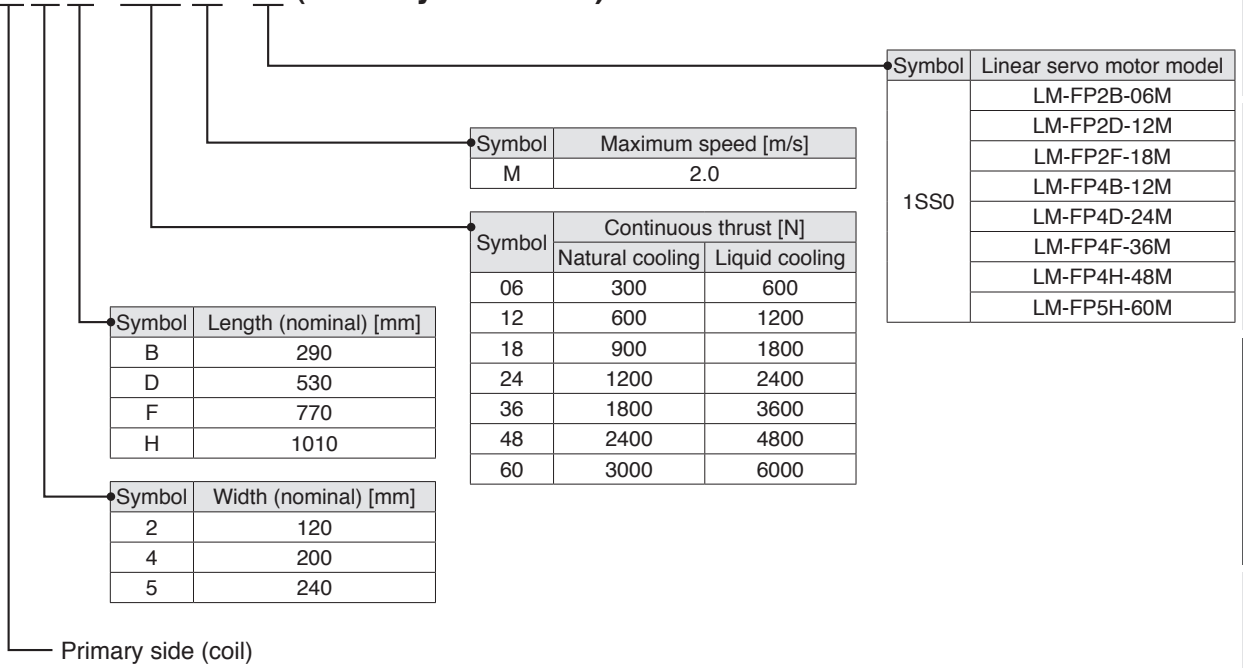 Symbol Linear servo motor model
1SS0
LM-FP2B-06M
LM-FP2D-12M
LM-FP2F-18M
LM-FP4B-12M
LM-FP4D-24M
LM-FP4F-36M
LM-FP4H-48M
LM-FP5H-60M
Symbol Maximum speed [m/s]
M 2.0
Symbol Continuous thrust [N]
Natural cooling Liquid cooling
06 300 600
12 600 1200
18 900 1800
24 1200 2400
36 1800 3600
48 2400 4800
60 3000 6000
Symbol Length (nominal) [mm]
B 290
D 530
F 770
H 1010
Symbol Width (nominal) [mm]
2 120
4 200
5 240
Primary side (coil)